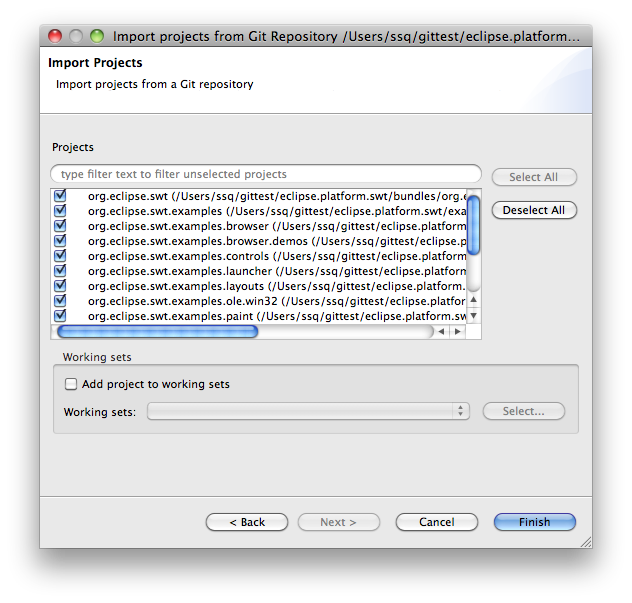 Import projects from Git Repository /Users/ssq/gittest/eclipse.platform...
Import Projects
Import projects from a Git repository
Projects
type filter text to filter unselected projects
Select All
org.eclipse.swt (/Users/ssq/gittest/eclipse.platform.swt/bundles/org.e
Deselect All
org.eclipse.swt.examples (/Users/ssq/gittest/eclipse.platform.swt/exa
org.eclipse.swt.examples.browser (/Users/ssq/gittest/eclipse.platform
org.eclipse.swt.examples.browser.demos (/Users/ssq/gittest/eclipse.p
org.eclipse.swt.examples.controls (/Users/ssq/gittest/eclipse.platform
org.eclipse.swt.examples.launcher (/Users/ssq/gittest/eclipse.platform
org.eclipse.swt.examples.layouts (/Users/ssq/gittest/eclipse.platform.
org.eclipse.swt.examples.ole.win32 (/Users/ssq/gittest/eclipse.platfor
org.eclipse.swt.examples.paint (/Users/ssq/gittest/eclipse.platform.sw
Working sets
Add project to working sets
Working sets:
Select...
< Back
Next >
Cancel
Finish